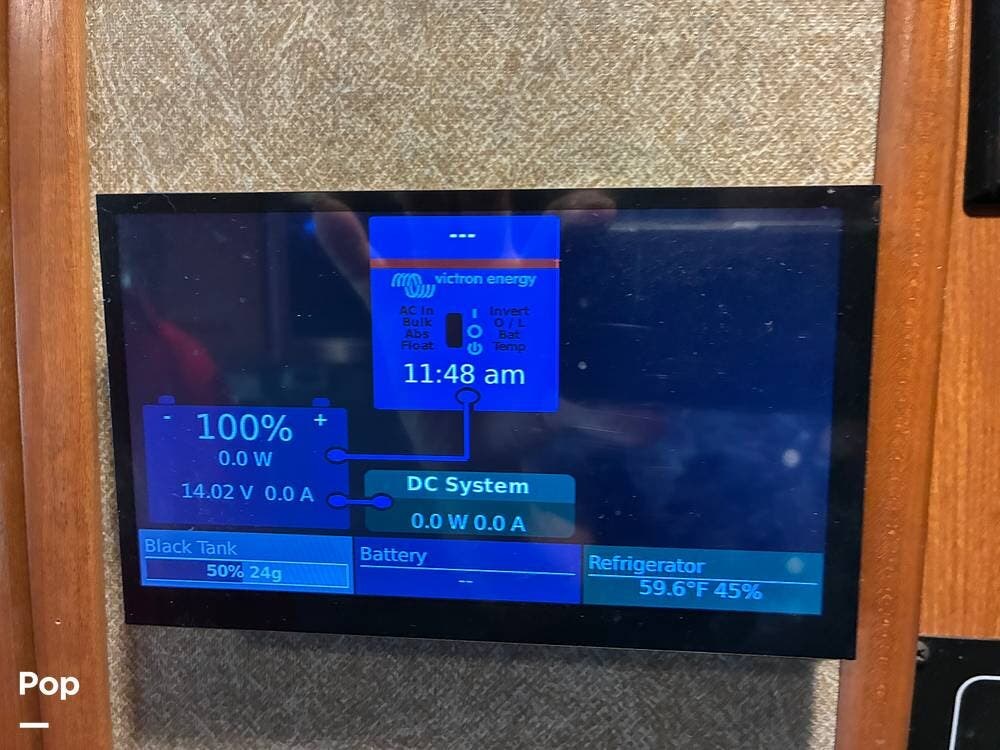 ---
victron energy
AC In
Bulk
Abs
Float
Invert
O / L
Bat
Temp
11:48 am
- 100% +
0.0 W
14.02 V 0.0 A
DC System
0.0 W 0.0 A
Black Tank
50% 24g
Battery
--
Refrigerator
59.6°F 45%
Pop